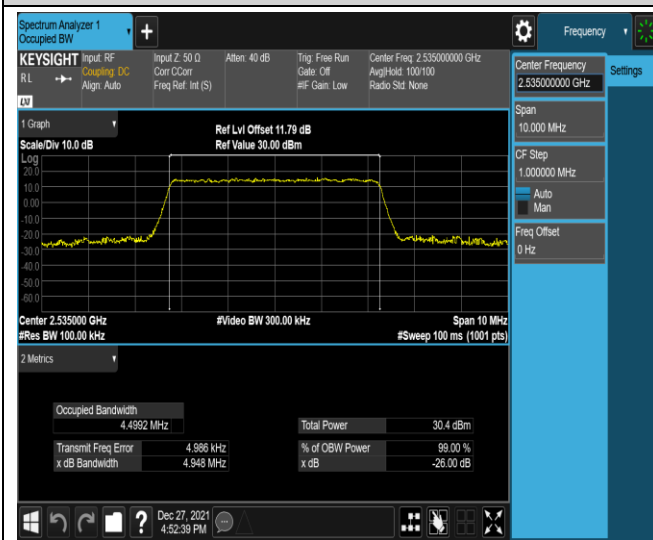 Spectrum Analyzer 1
Occupied BW
+
Frequency
KEYSIGHT
RL
LXI
Input: RF
Coupling: DC
Align: Auto
Input Z: 50 Ω
Corr CCorr
Freq Ref: Int (S)
Atten: 40 dB
Trig: Free Run
Gate: Off
#IF Gain: Low
Center Freq: 2.535000000 GHz
Avg|Hold: 100/100
Radio Std: None
Center Frequency
2.535000000 GHz
Settings
Span
10.000 MHz
CF Step
1.000000 MHz
Auto
Man
Freq Offset
0 Hz
1 Graph
Scale/Div 10.0 dB
Ref Lvl Offset 11.79 dB
Ref Value 30.00 dBm
Log
20.0
10.0
0.00
-10.0
-20.0
-30.0
-40.0
-50.0
-60.0
Center 2.535000 GHz
#Res BW 100.00 kHz
#Video BW 300.00 kHz
Span 10 MHz
#Sweep 100 ms (1001 pts)
2 Metrics
Occupied Bandwidth
4.4992 MHz
Total Power 30.4 dBm
Transmit Freq Error 4.986 kHz
% of OBW Power 99.00 %
x dB Bandwidth 4.948 MHz
x dB -26.00 dB
?
Dec 27, 2021
4:52:39 PM